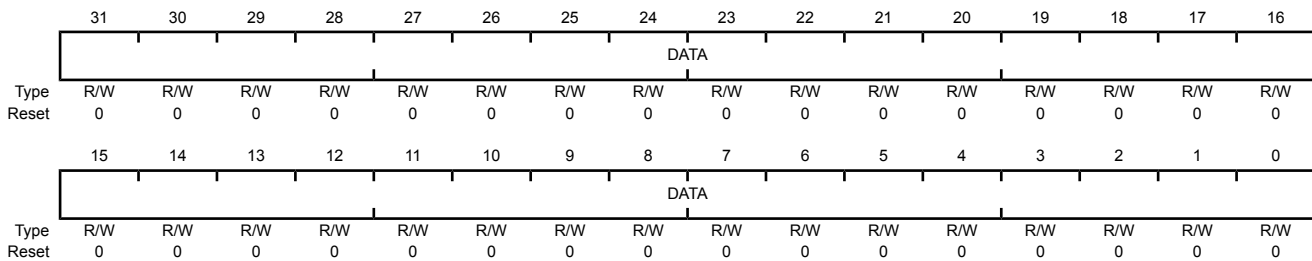 31 30 29 28 27 26 25 24 23 22 21 20 19 18 17 16
DATA
Type R/W R/W R/W R/W R/W R/W R/W R/W R/W R/W R/W R/W R/W R/W R/W R/W
Reset 0 0 0 0 0 0 0 0 0 0 0 0 0 0 0 0
15 14 13 12 11 10 9 8 7 6 5 4 3 2 1 0
DATA
Type R/W R/W R/W R/W R/W R/W R/W R/W R/W R/W R/W R/W R/W R/W R/W R/W
Reset 0 0 0 0 0 0 0 0 0 0 0 0 0 0 0 0